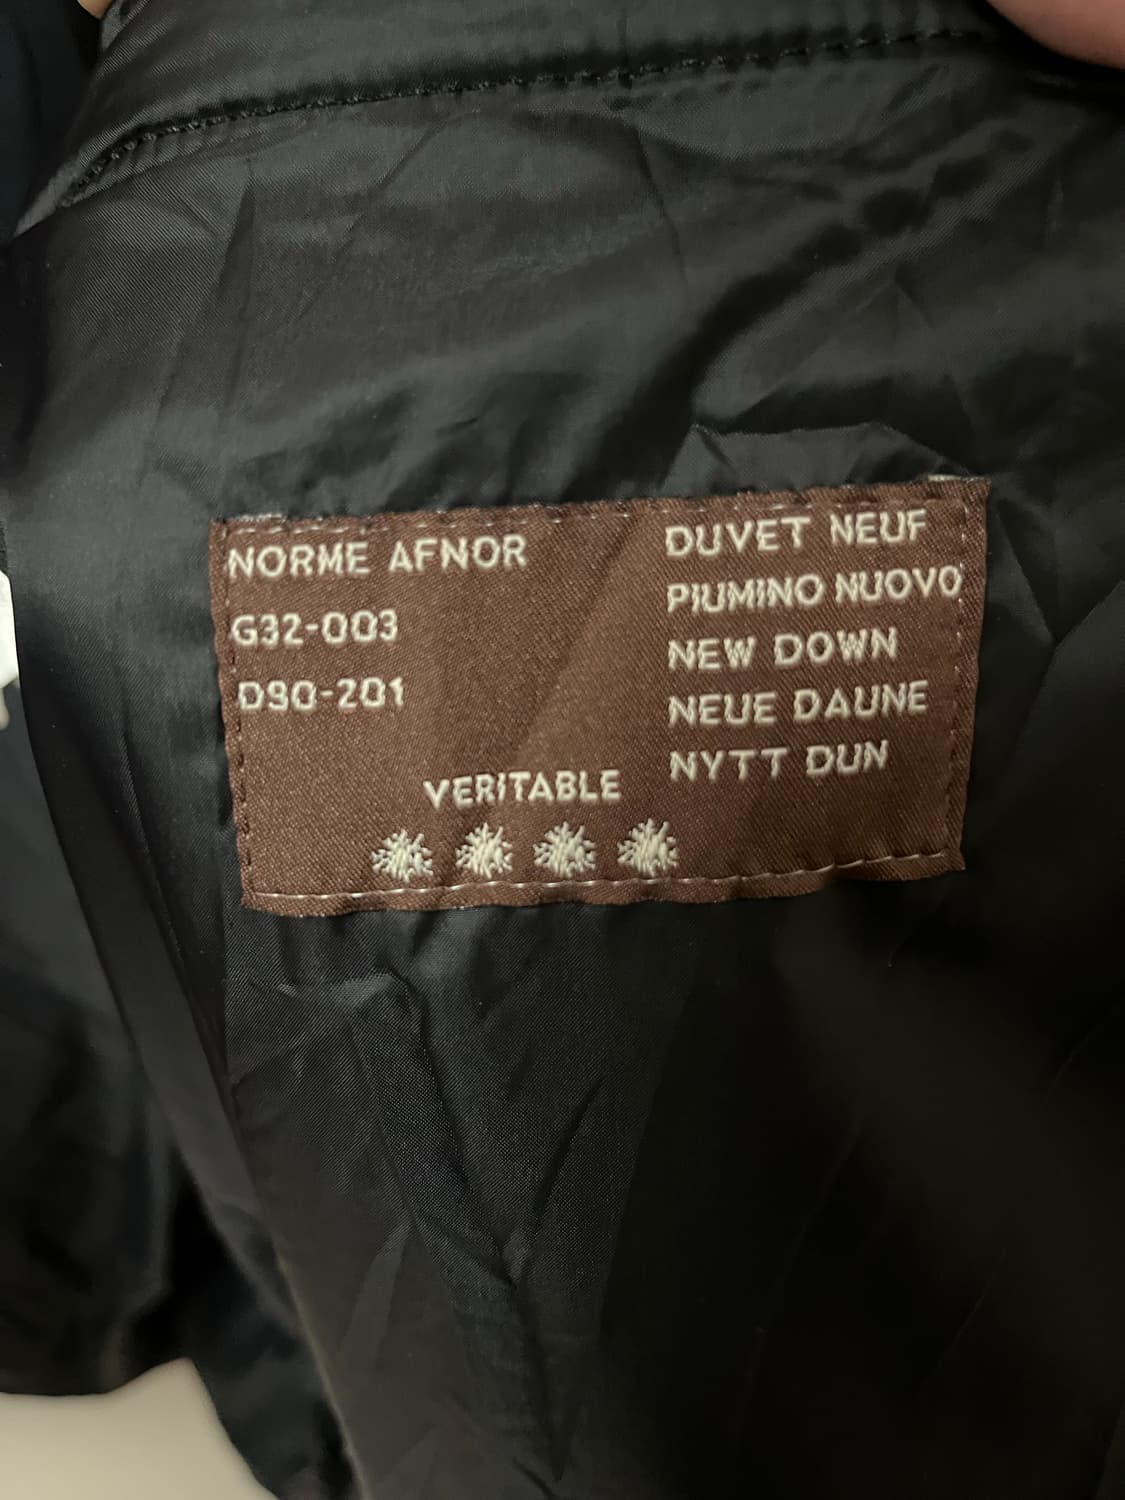 NORME AFNOR
G32-003
D90-201
DUVET NEUF
PIUMINO NUOVO
NEW DOWN
NEUE DAUNE
NYTT DUN
VERITABLE